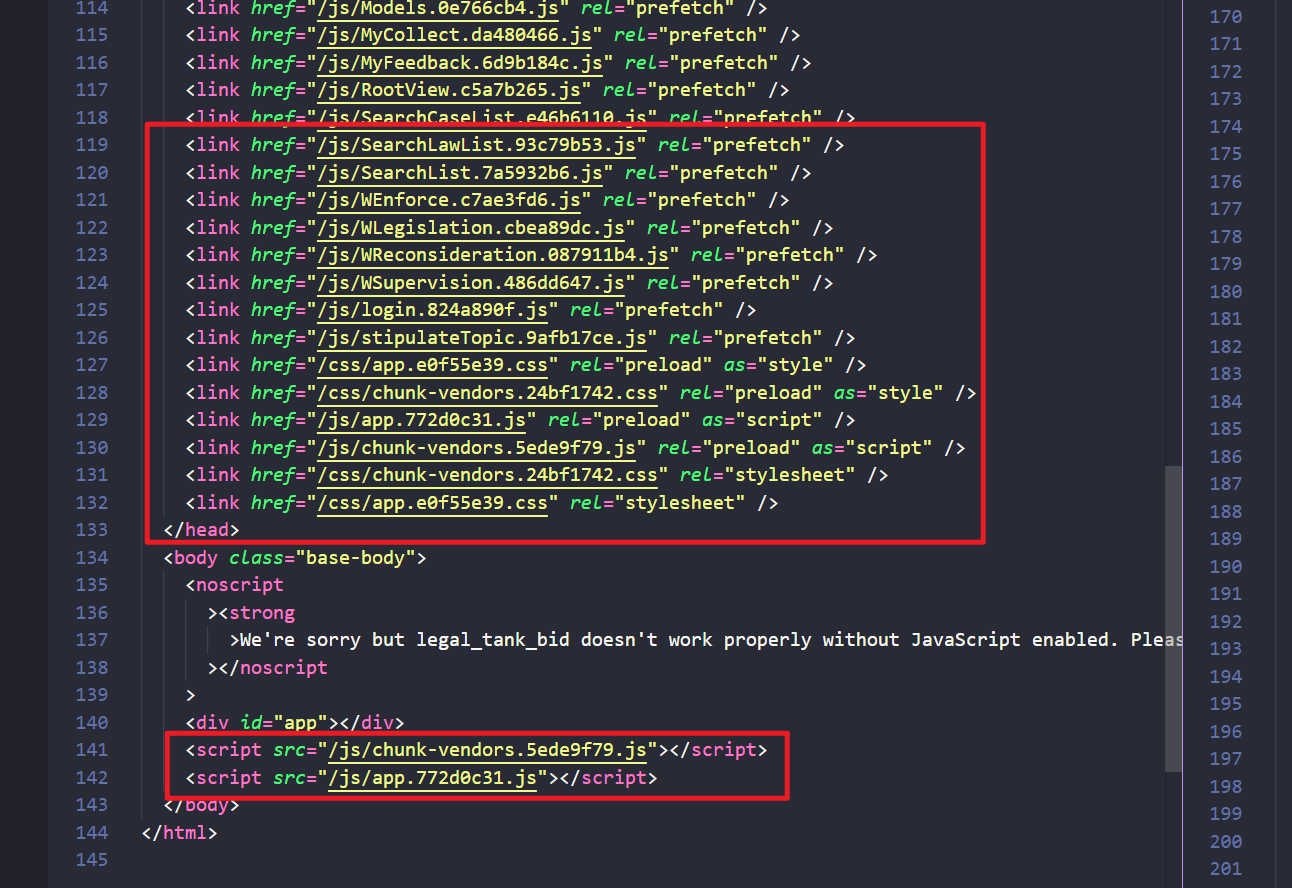 114 <link href="/js/Models.0e766cb4.js" rel="prefetch" />
115 <link href="/js/MyCollect.da480466.js" rel="prefetch" />
116 <link href="/js/MyFeedback.6d9b184c.js" rel="prefetch" />
117 <link href="/js/RootView.c5a7b265.js" rel="prefetch" />
118 <link href="/js/SearchCaseList.e46b6110.js" rel="prefetch" />
119 <link href="/js/SearchLawList.93c79b53.js" rel="prefetch" />
120 <link href="/js/SearchList.7a5932b6.js" rel="prefetch" />
121 <link href="/js/WEnforce.c7ae3fd6.js" rel="prefetch" />
122 <link href="/js/WLegislation.cbea89dc.js" rel="prefetch" />
123 <link href="/js/WReconsideration.087911b4.js" rel="prefetch" />
124 <link href="/js/WSupervision.486dd647.js" rel="prefetch" />
125 <link href="/js/login.824a890f.js" rel="prefetch" />
126 <link href="/js/stipulateTopic.9afb17ce.js" rel="prefetch" />
127 <link href="/css/app.e0f55e39.css" rel="preload" as="style" />
128 <link href="/css/chunk-vendors.24bf1742.css" rel="preload" as="style" />
129 <link href="/js/app.772d0c31.js" rel="preload" as="script" />
130 <link href="/js/chunk-vendors.5ede9f79.js" rel="preload" as="script" />
131 <link href="/css/chunk-vendors.24bf1742.css" rel="stylesheet" />
132 <link href="/css/app.e0f55e39.css" rel="stylesheet" />
133 </head>
134 <body class="base-body">
135 <noscript
136 ><strong
137 >We're sorry but legal_tank_bid doesn't work properly without JavaScript enabled. Pleas
138 ></noscript
139 >
140 <div id="app"></div>
141 <script src="/js/chunk-vendors.5ede9f79.js"></script>
142 <script src="/js/app.772d0c31.js"></script>
143 </body>
144 </html>
145
170
171
172
173
174
175
176
177
178
179
180
181
182
183
184
185
186
187
188
189
190
191
192
193
194
195
196
197
198
199
200
201